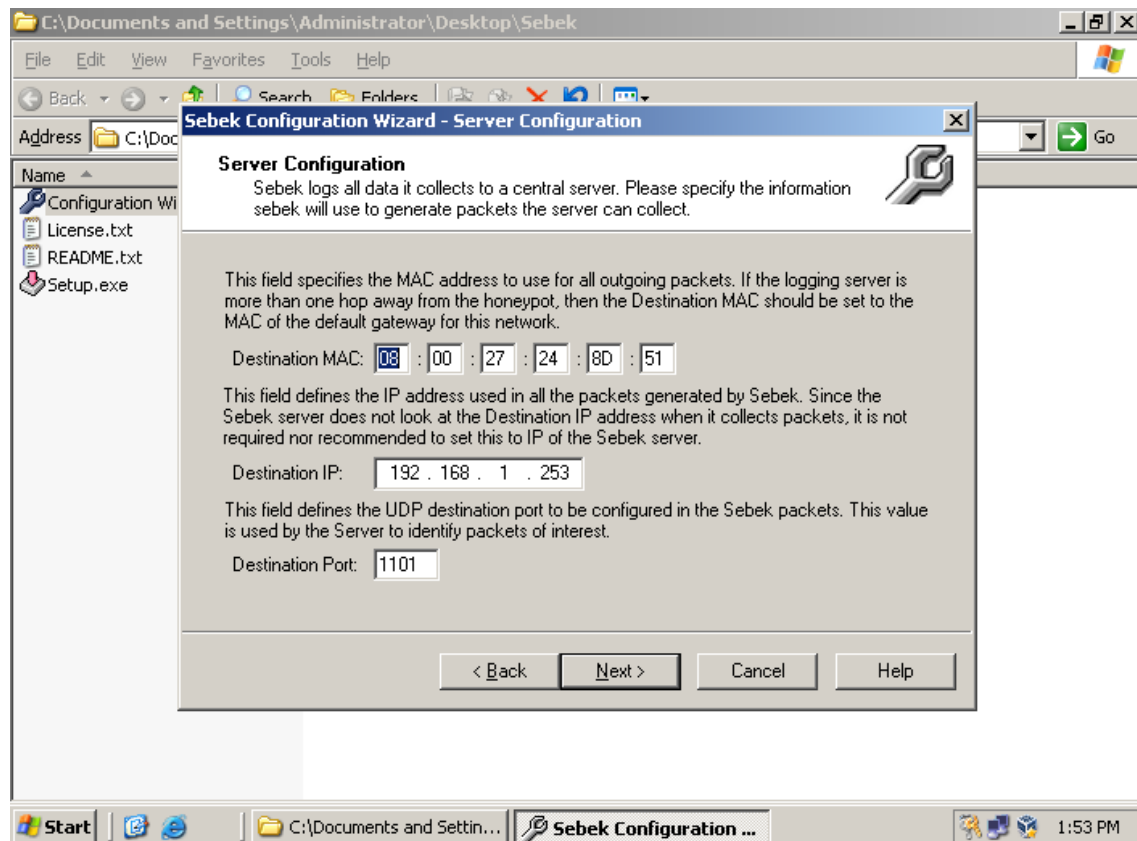 C:\Documents and Settings\Administrator\Desktop\Sebek
File Edit View Favorites Tools Help
Back Search Folders
Address C:\Doc Go
Sebek Configuration Wizard - Server Configuration
Server Configuration
Sebek logs all data it collects to a central server. Please specify the information
sebek will use to generate packets the server can collect.
Name
Configuration Wi
License.txt
README.txt
Setup.exe
This field specifies the MAC address to use for all outgoing packets. If the logging server is
more than one hop away from the honeypot, then the Destination MAC should be set to the
MAC of the default gateway for this network.
Destination MAC: 08 : 00 : 27 : 24 : 8D : 51
This field defines the IP address used in all the packets generated by Sebek. Since the
Sebek server does not look at the Destination IP address when it collects packets, it is not
required nor recommended to set this to IP of the Sebek server.
Destination IP: 192 . 168 . 1 . 253
This field defines the UDP destination port to be configured in the Sebek packets. This value
is used by the Server to identify packets of interest.
Destination Port: 1101
< Back Next > Cancel Help
Start C:\Documents and Settin... Sebek Configuration ... 1:53 PM